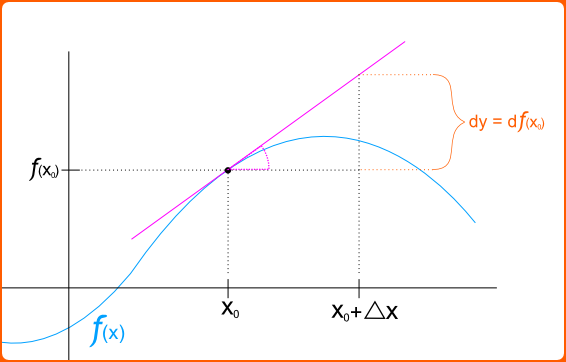 dy = df(x₀)
f(x₀)
x₀
x₀+△x
f(x)